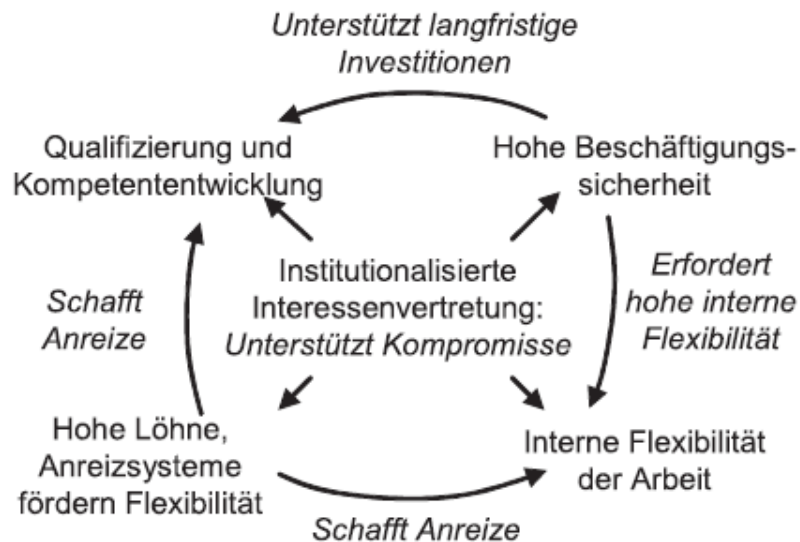 Unterstützt langfristige
Investitionen
Qualifizierung und
Kompetententwicklung
Hohe Beschäftigungs-
sicherheit
Institutionalisierte
Interessenvertretung:
Unterstützt Kompromisse
Schafft
Anreize
Erfordert
hohe interne
Flexibilität
Hohe Löhne,
Anreizsysteme
fördern Flexibilität
Interne Flexibilität
der Arbeit
Schafft Anreize